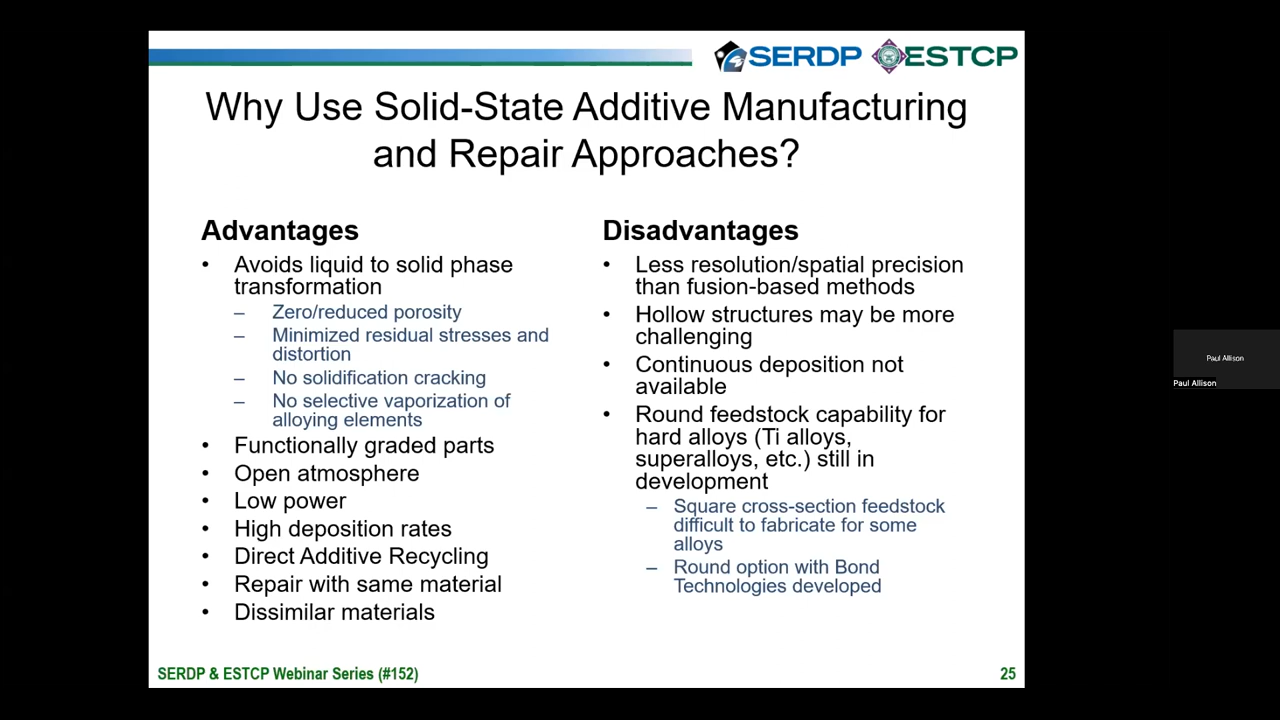 SERDP ESTCP
Why Use Solid-State Additive Manufacturing
and Repair Approaches?
Advantages
• Avoids liquid to solid phase
transformation
– Zero/reduced porosity
– Minimized residual stresses and
distortion
– No solidification cracking
– No selective vaporization of
alloying elements
• Functionally graded parts
• Open atmosphere
• Low power
• High deposition rates
• Direct Additive Recycling
• Repair with same material
• Dissimilar materials
Disadvantages
• Less resolution/spatial precision
than fusion-based methods
• Hollow structures may be more
challenging
• Continuous deposition not
available
• Round feedstock capability for
hard alloys (Ti alloys,
superalloys, etc.) still in
development
– Square cross-section feedstock
difficult to fabricate for some
alloys
– Round option with Bond
Technologies developed
SERDP & ESTCP Webinar Series (#152)
25
Paul Allison
Paul Allison